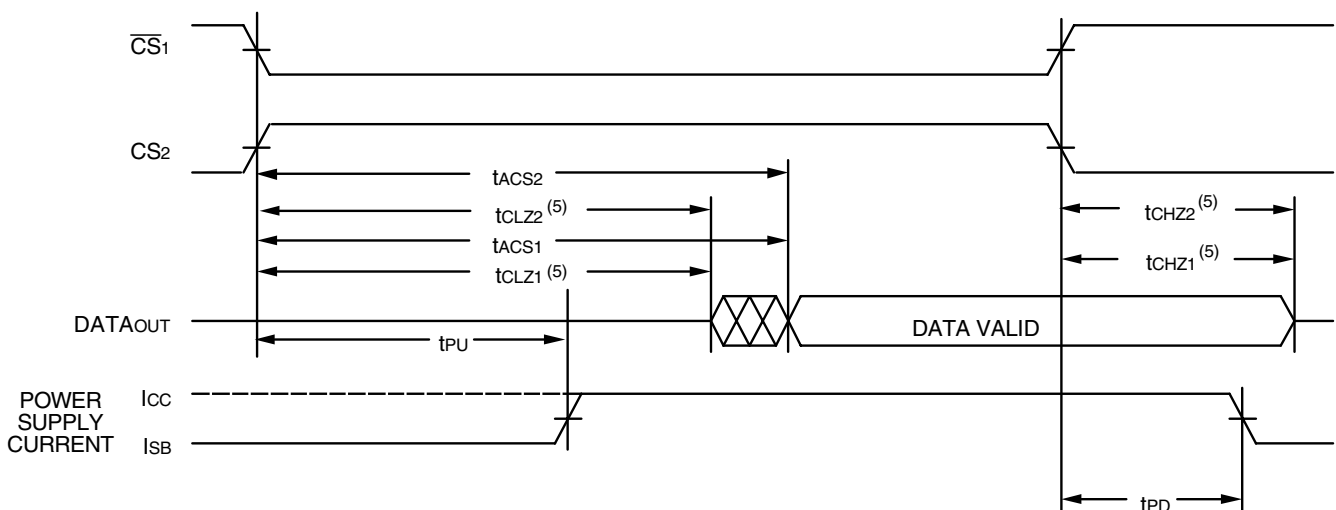 CS1
CS2
tACS2
tCLZ2 (5)
tCHZ2 (5)
tACS1
tCLZ1 (5)
tCHZ1 (5)
DATAOUT
DATA VALID
tPU
POWER
SUPPLY
CURRENT
ICC
ISB
tPD